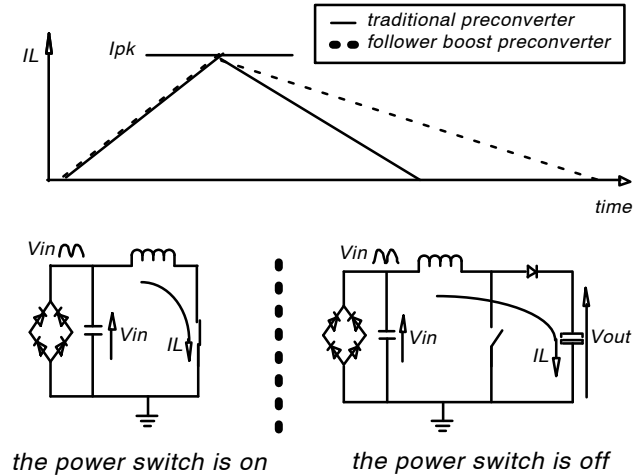 traditional preconverter
follower boost preconverter
IL
Ipk
time
Vin
Vin
IL
Vin
Vin
IL
Vout
the power switch is on
the power switch is off